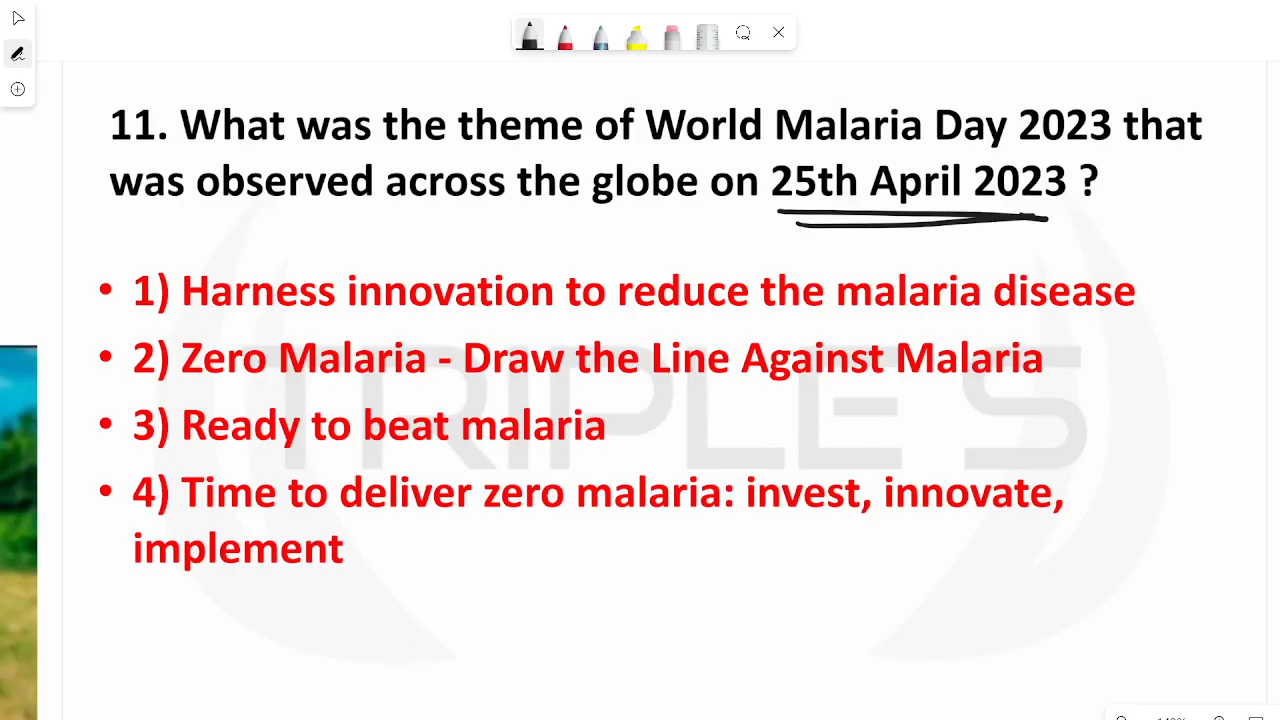 11. What was the theme of World Malaria Day 2023 that
was observed across the globe on 25th April 2023 ?
• 1) Harness innovation to reduce the malaria disease
• 2) Zero Malaria - Draw the Line Against Malaria
• 3) Ready to beat malaria
• 4) Time to deliver zero malaria: invest, innovate,
implement
TRIPLE S